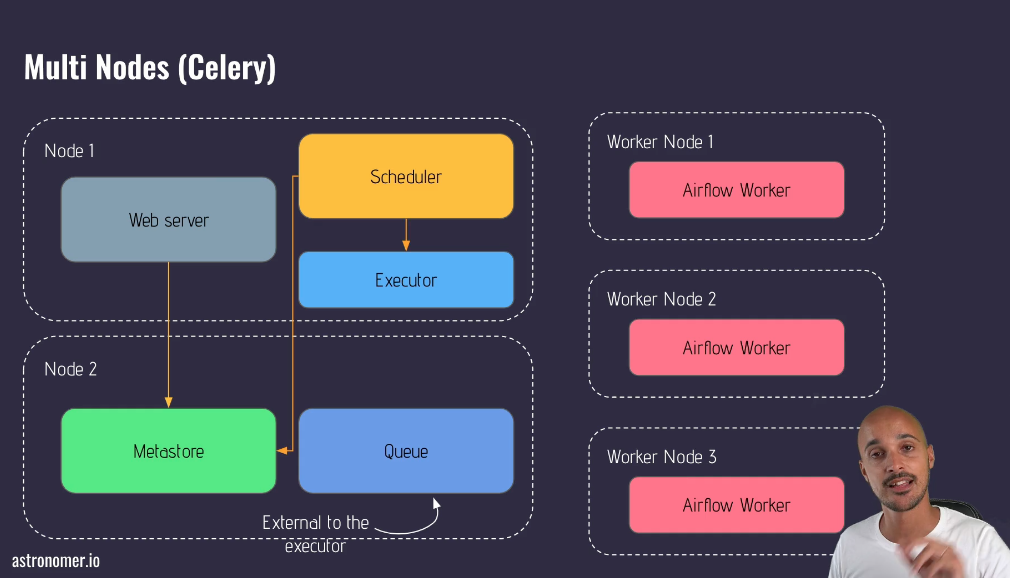 Multi Nodes (Celery)
Node 1
Web server
Scheduler
Executor
Node 2
Metastore
Queue
External to the
executor
Worker Node 1
Airflow Worker
Worker Node 2
Airflow Worker
Worker Node 3
Airflow Worker
astronomer.io